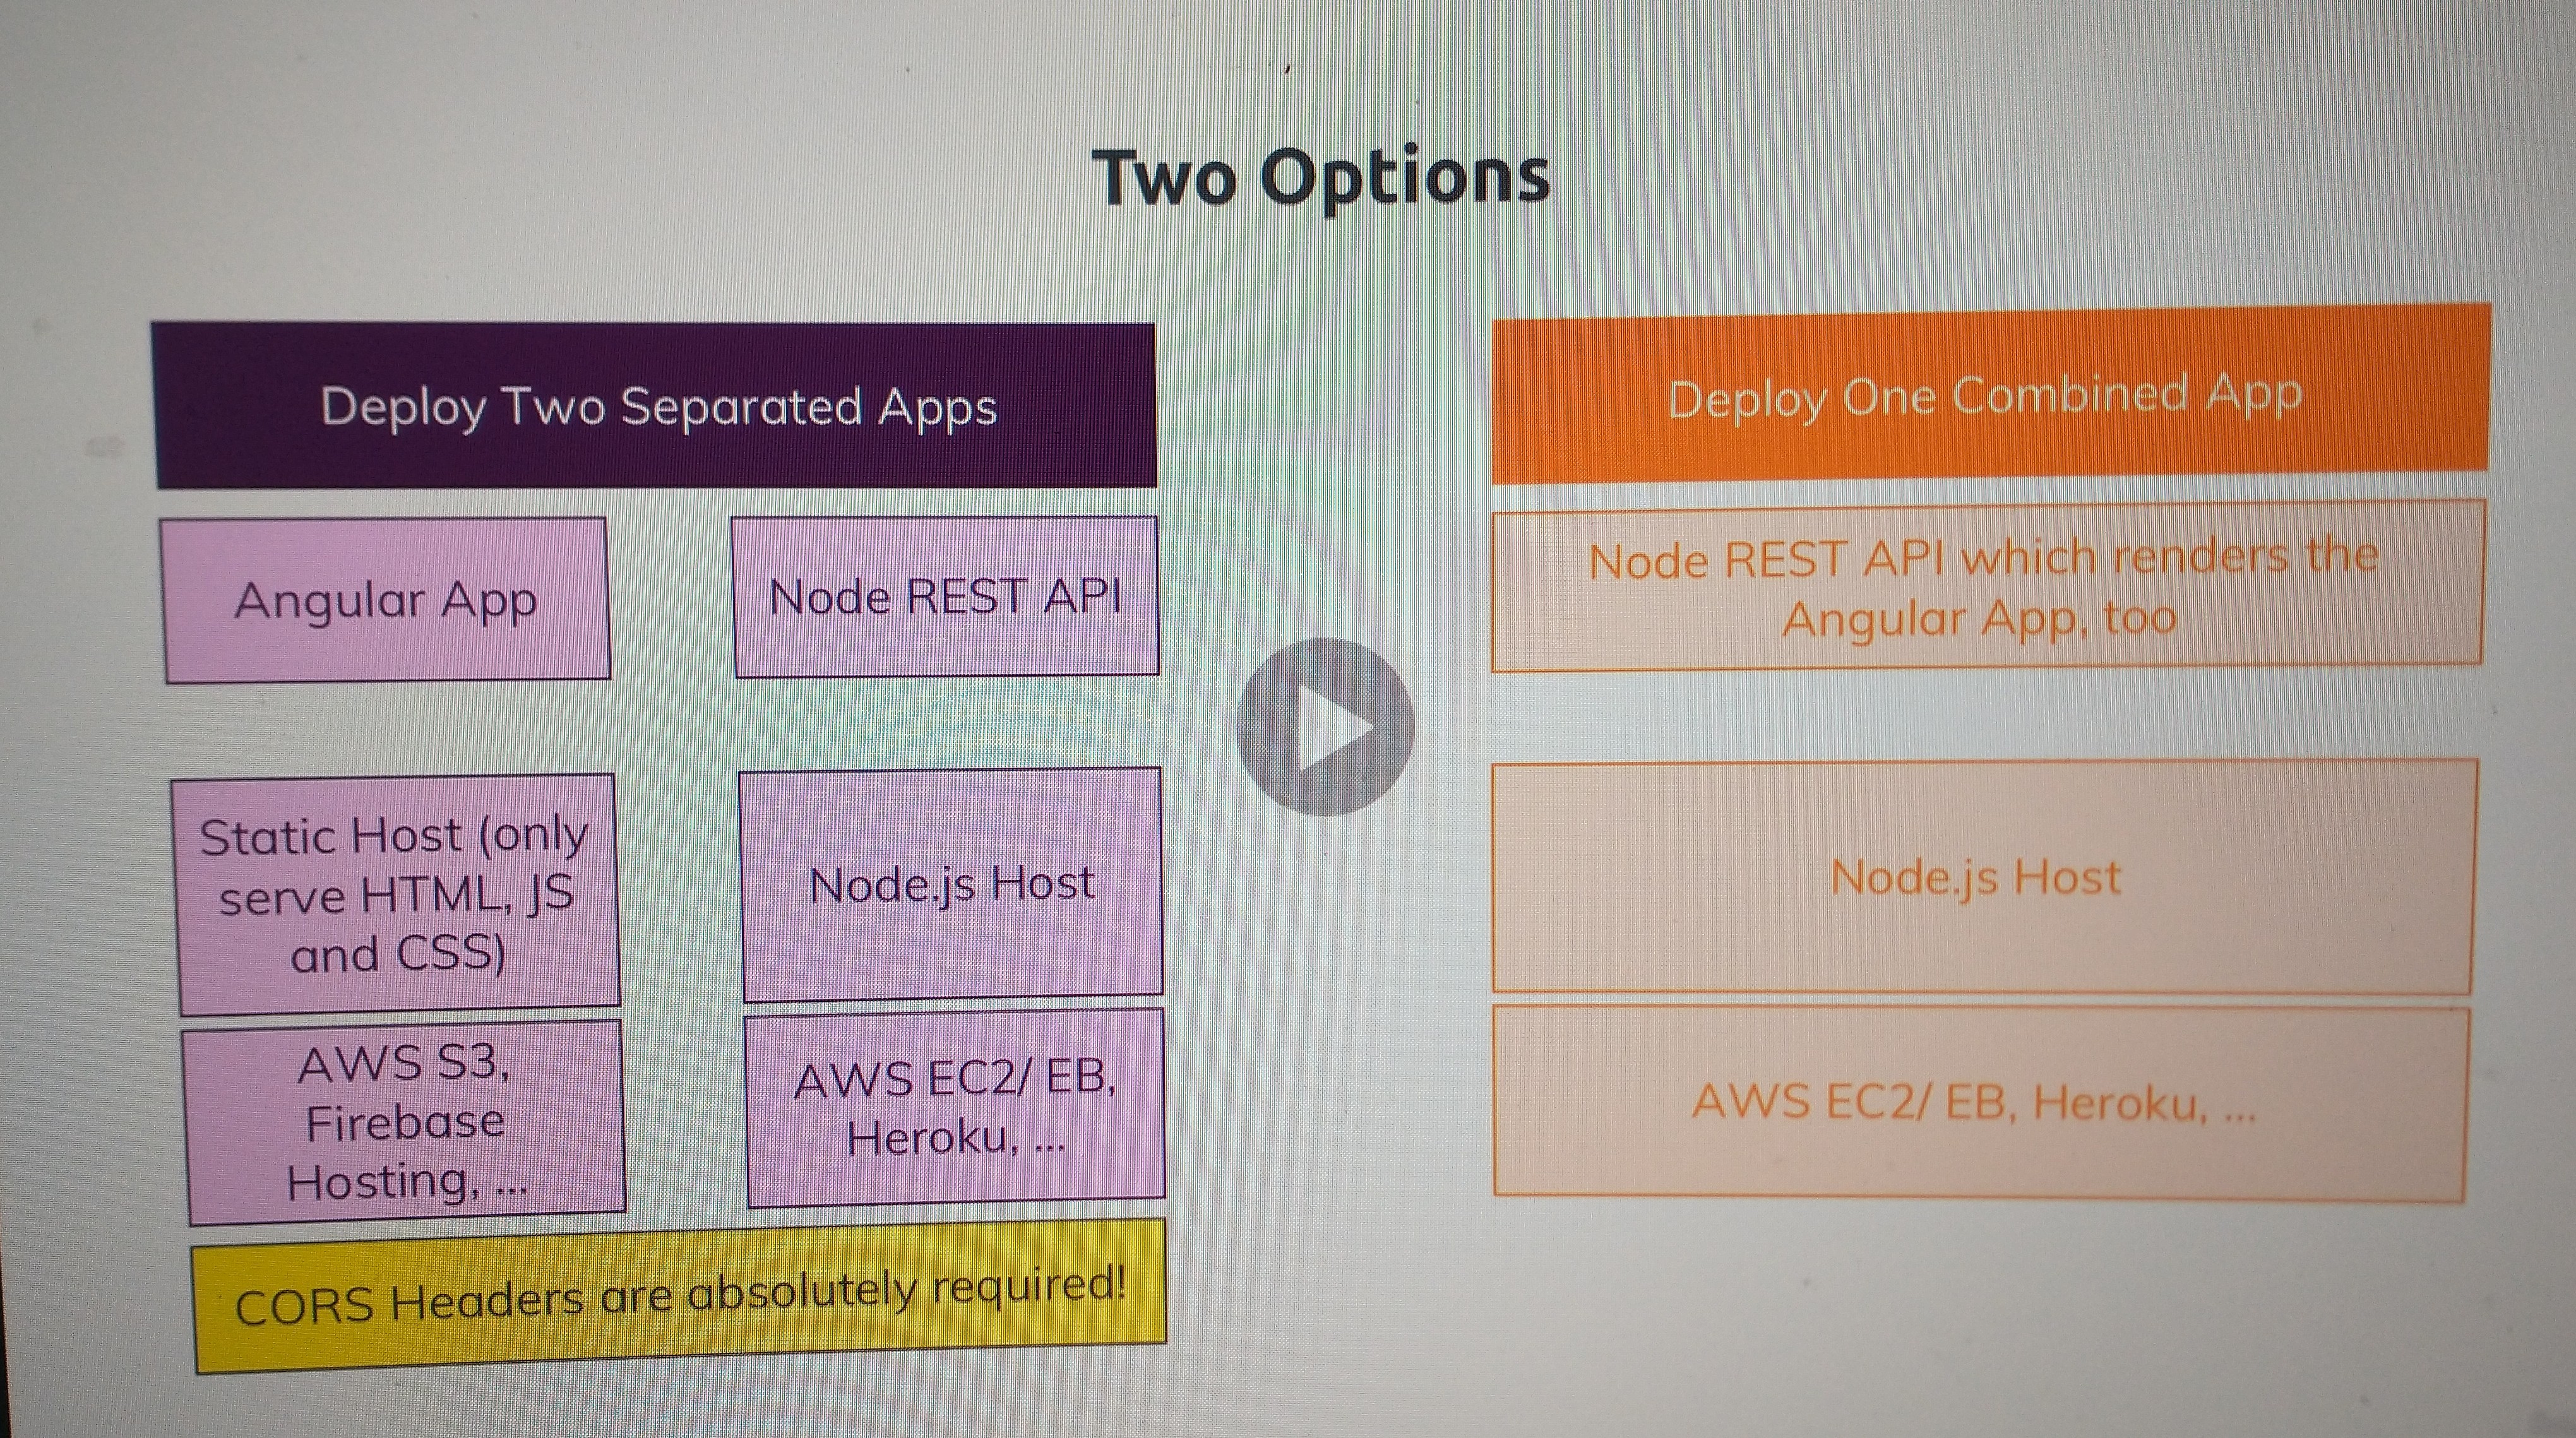 Two Options
Deploy Two Separated Apps
Angular App
Node REST API
Static Host (only
serve HTML, JS
and CSS)
Node.js Host
AWS S3,
Firebase
Hosting, ...
AWS EC2/ EB,
Heroku, ...
CORS Headers are absolutely required!
Deploy One Combined App
Node REST API which renders the
Angular App, too
Node.js Host
AWS EC2/ EB, Heroku, ...